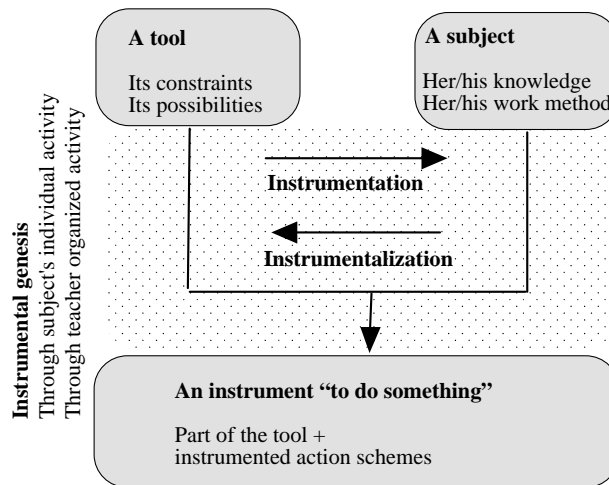 A tool
Its constraints
Its possibilities
A subject
Her/his knowledge
Her/his work method
Instrumentation
Instrumentalization
Instrumental genesis
Through subject's individual activity
Through teacher organized activity
An instrument “to do something”
Part of the tool +
instrumented action schemes